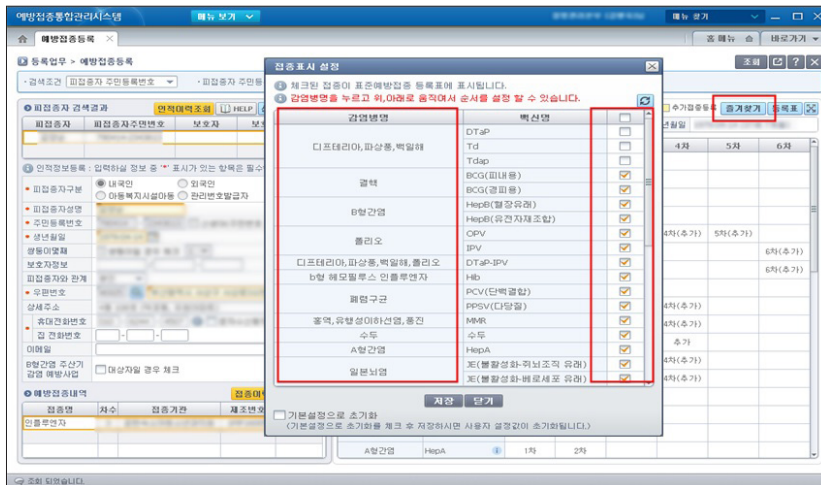 예방접종통합관리시스템
메뉴 보기
메뉴 찾기
예방접종등록
홈메뉴
바로가기
등록업무 > 예방접종등록
조회
검색조건
피접종자 주민등록번호
피접종자 주민등
피접종자 검색결과
인적이력조회
HELP
피접종자
피접종자주민번호
보호자
인적정보등록 : 입력하실 정보 중 '*' 표시가 있는 항목은 필수
피접종자구분
내국인
외국인
아동복지시설아동
관리번호발급자
피접종자성명
주민등록번호
생년월일
쌍둥이몇째
보호자정보
피접종자와 관계
우편번호
상세주소
휴대전화번호
집 전화번호
이메일
B형간염 주산기
감염 예방사업
대상자일 경우 체크
예방접종내역
접종명
차수
접종기관
제조번호
인플루엔자
접종표시 설정
체크된 접종이 표준예방접종 등록표에 표시됩니다.
감염병명을 누르고 위,아래로 움직여서 순서를 설정 할 수 있습니다.
감염병명
백신명
디프테리아,파상풍,백일해
DTaP
Td
Tdap
결핵
BCG(피내용)
BCG(경피용)
B형간염
HepB(혈장유래)
HepB(유전자재조합)
폴리오
OPV
IPV
디프테리아,파상풍,백일해,폴리오
DTaP-IPV
b형 헤모필루스 인플루엔자
Hib
폐렴구균
PCV(단백결합)
PPSV(다당질)
홍역,유행성이하선염,풍진
MMR
수두
수두
A형간염
HepA
일본뇌염
JE(불활성화-쥐뇌조직 유래)
JE(불활성화-베로세포 유래)
저장
닫기
기본설정으로 초기화
(기본설정으로 초기화를 체크 후 저장하시면 사용자 설정값이 초기화됩니다.)
추가접종등
즐겨찾기
등록표
년월일
4차
5차
6차
4차(추가)
5차(추가)
6차(추가)
6차(추가)
4차(추가)
4차(추가)
추가
4차(추가)
4차(추가)
A형간염
HepA
1차
2차
조회 되었습니다.